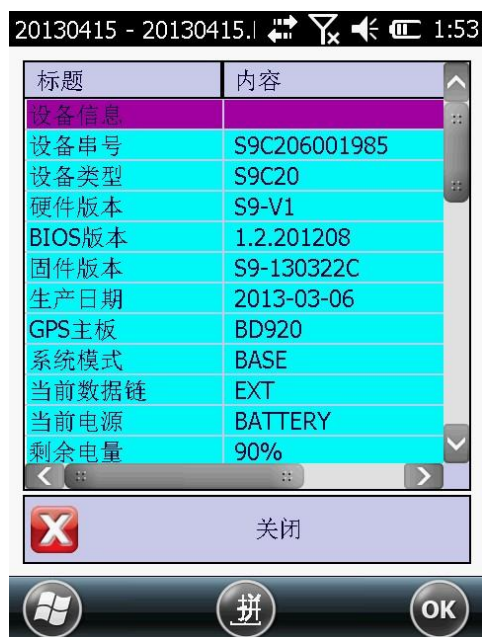 20130415 - 20130415. 1:53
标题 内容
设备信息
设备串号 S9C206001985
设备类型 S9C20
硬件版本 S9-V1
BIOS版本 1.2.201208
固件版本 S9-130322C
生产日期 2013-03-06
GPS主板 BD920
系统模式 BASE
当前数据链 EXT
当前电源 BATTERY
剩余电量 90%
关闭
拼 OK